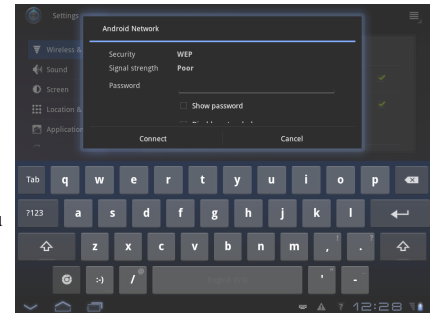 Settings
Android Network
Wireless &
Security WEP
Signal strength Poor
Sound
Password
Screen
Show password
Location &
Application
Connect Cancel
Tab q w e r t y u i o p
?123 a s d f g h j k l
z x c v b n m , ! . ?
:-) / @ ' " -
12:28